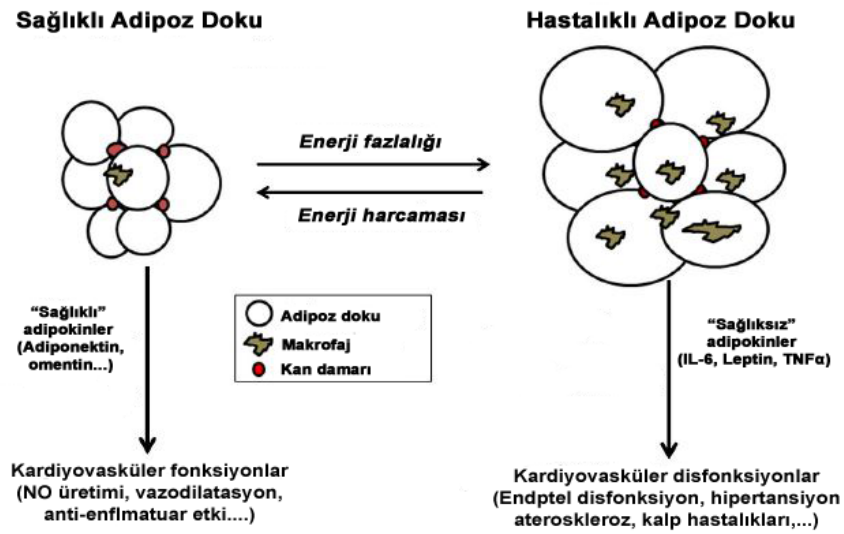 Sağlıklı Adipoz Doku
Hastalıklı Adipoz Doku
Enerji fazlalığı
Enerji harcaması
“Sağlıklı”
adipokinler
(Adiponektin,
omentin...)
Adipoz doku
Makrofaj
Kan damarı
“Sağlıksız”
adipokinler
(IL-6, Leptin, TNFα)
Kardiyovasküler fonksiyonlar
(NO üretimi, vazodilatasyon,
anti-enflmatuar etki....)
Kardiyovasküler disfonksiyonlar
(Endptel disfonksiyon, hipertansiyon
ateroskleroz, kalp hastalıkları,...)